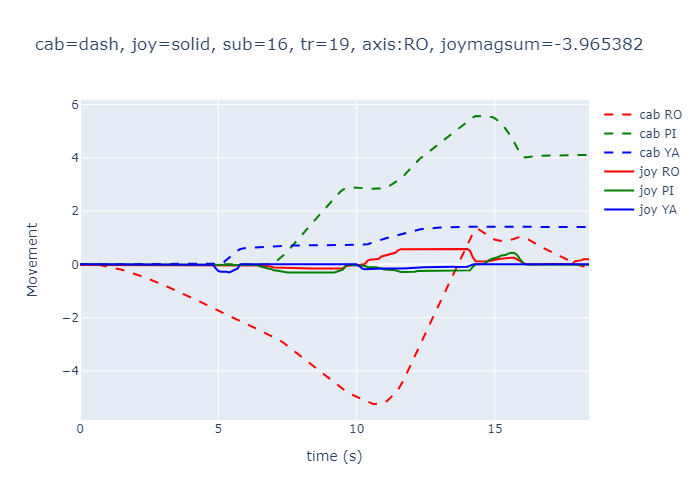 cab=dash, joy=solid, sub=16, tr=19, axis:RO, joymagsum=-3.965382
6
4
2
0
−2
−4
Movement
0
5
10
15
time (s)
cab RO
cab PI
cab YA
joy RO
joy PI
joy YA